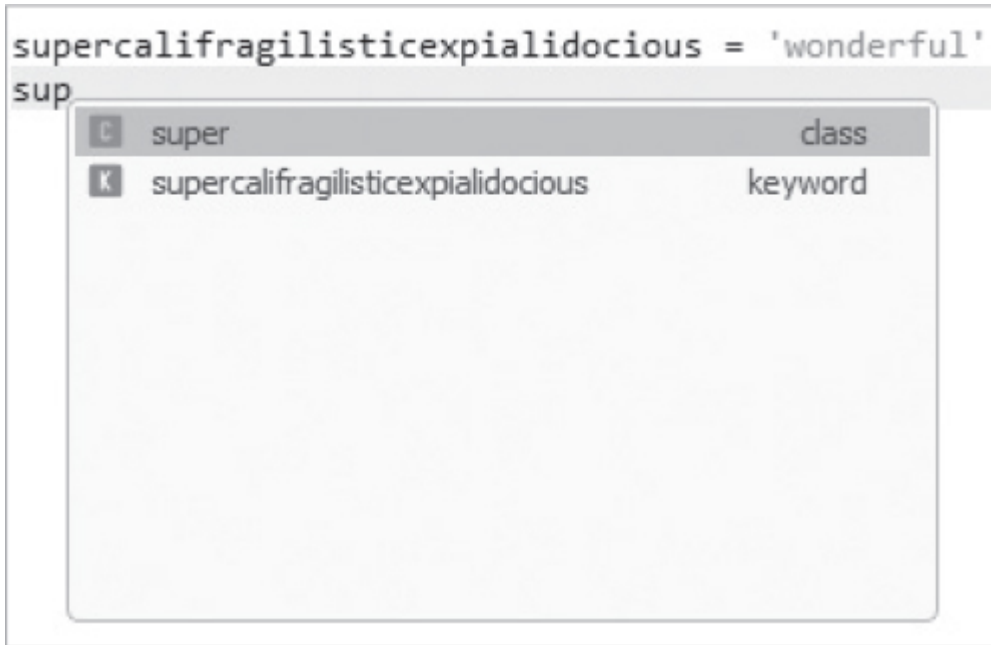 supercalifragilisticexpialidocious = 'wonderful'
sup
C super class
K supercalifragilisticexpialidocious keyword